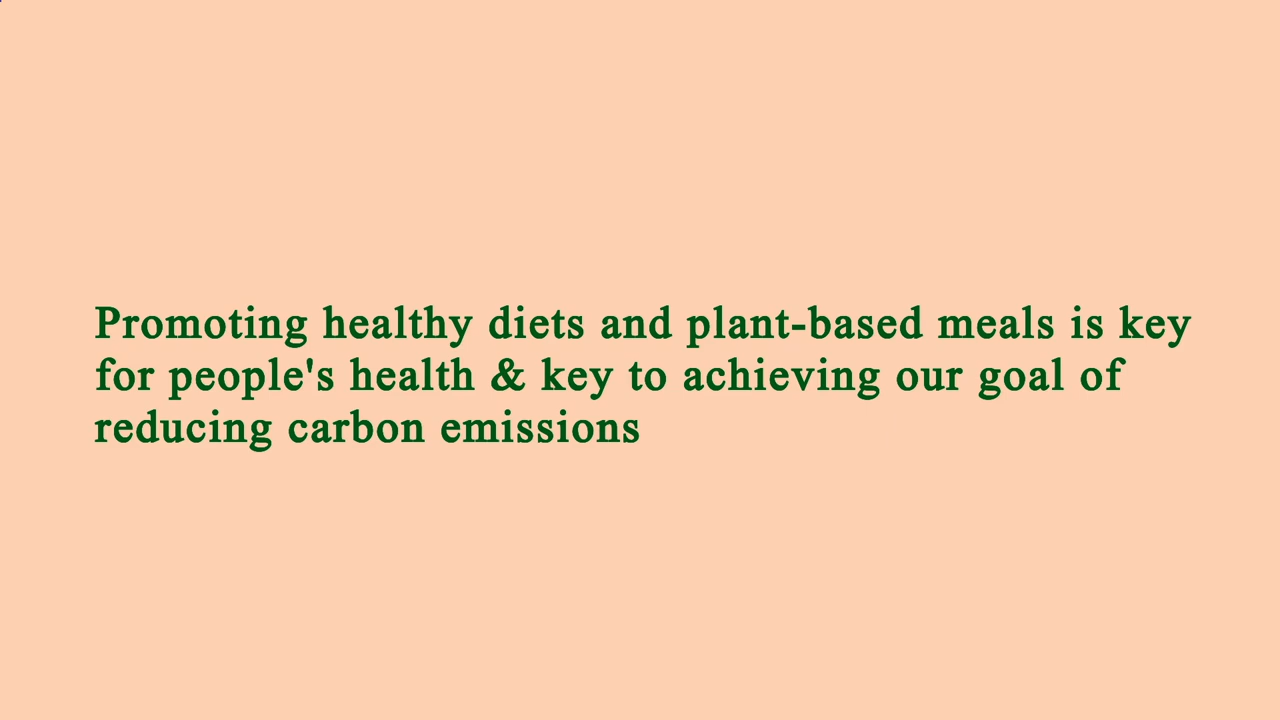 Promoting healthy diets and plant-based meals is key
for people's health & key to achieving our goal of
reducing carbon emissions